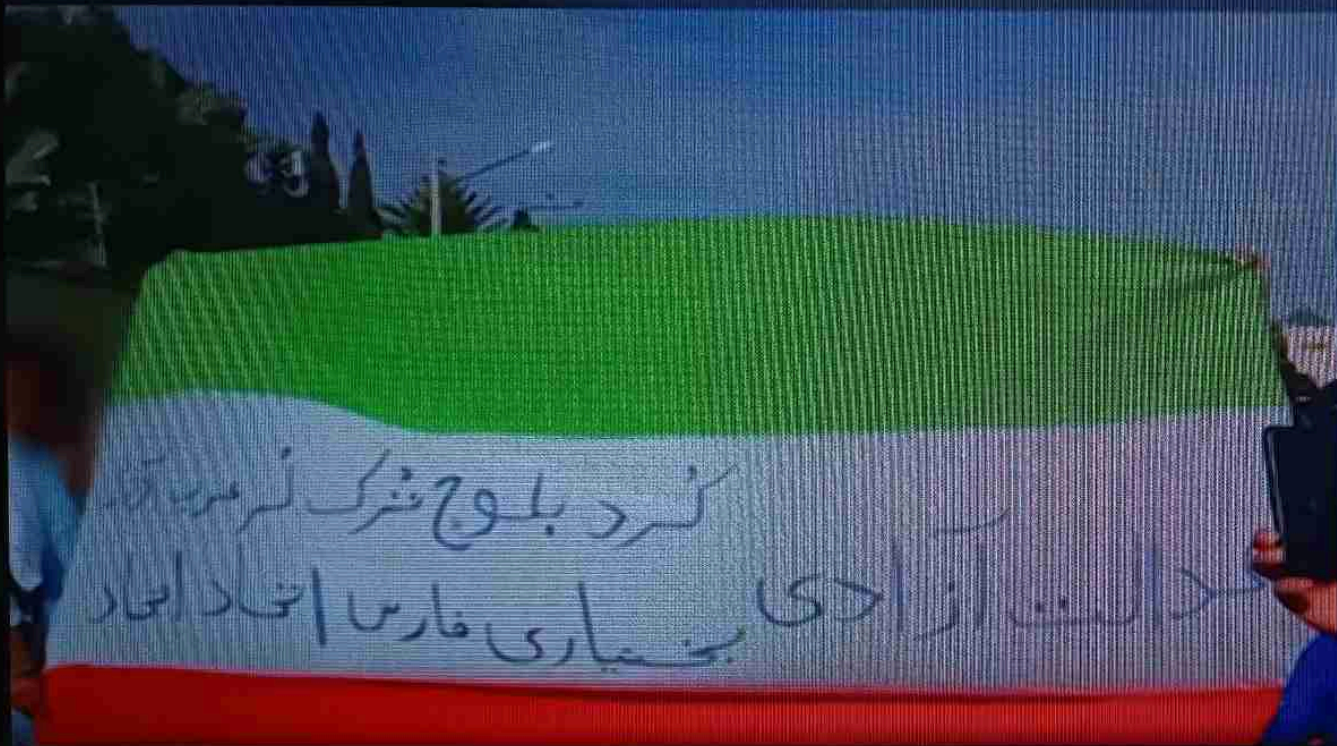 عدالت آزادی
کرد بلوچ ترک لر عرب
بختیاری فارس اتحاد اتحاد